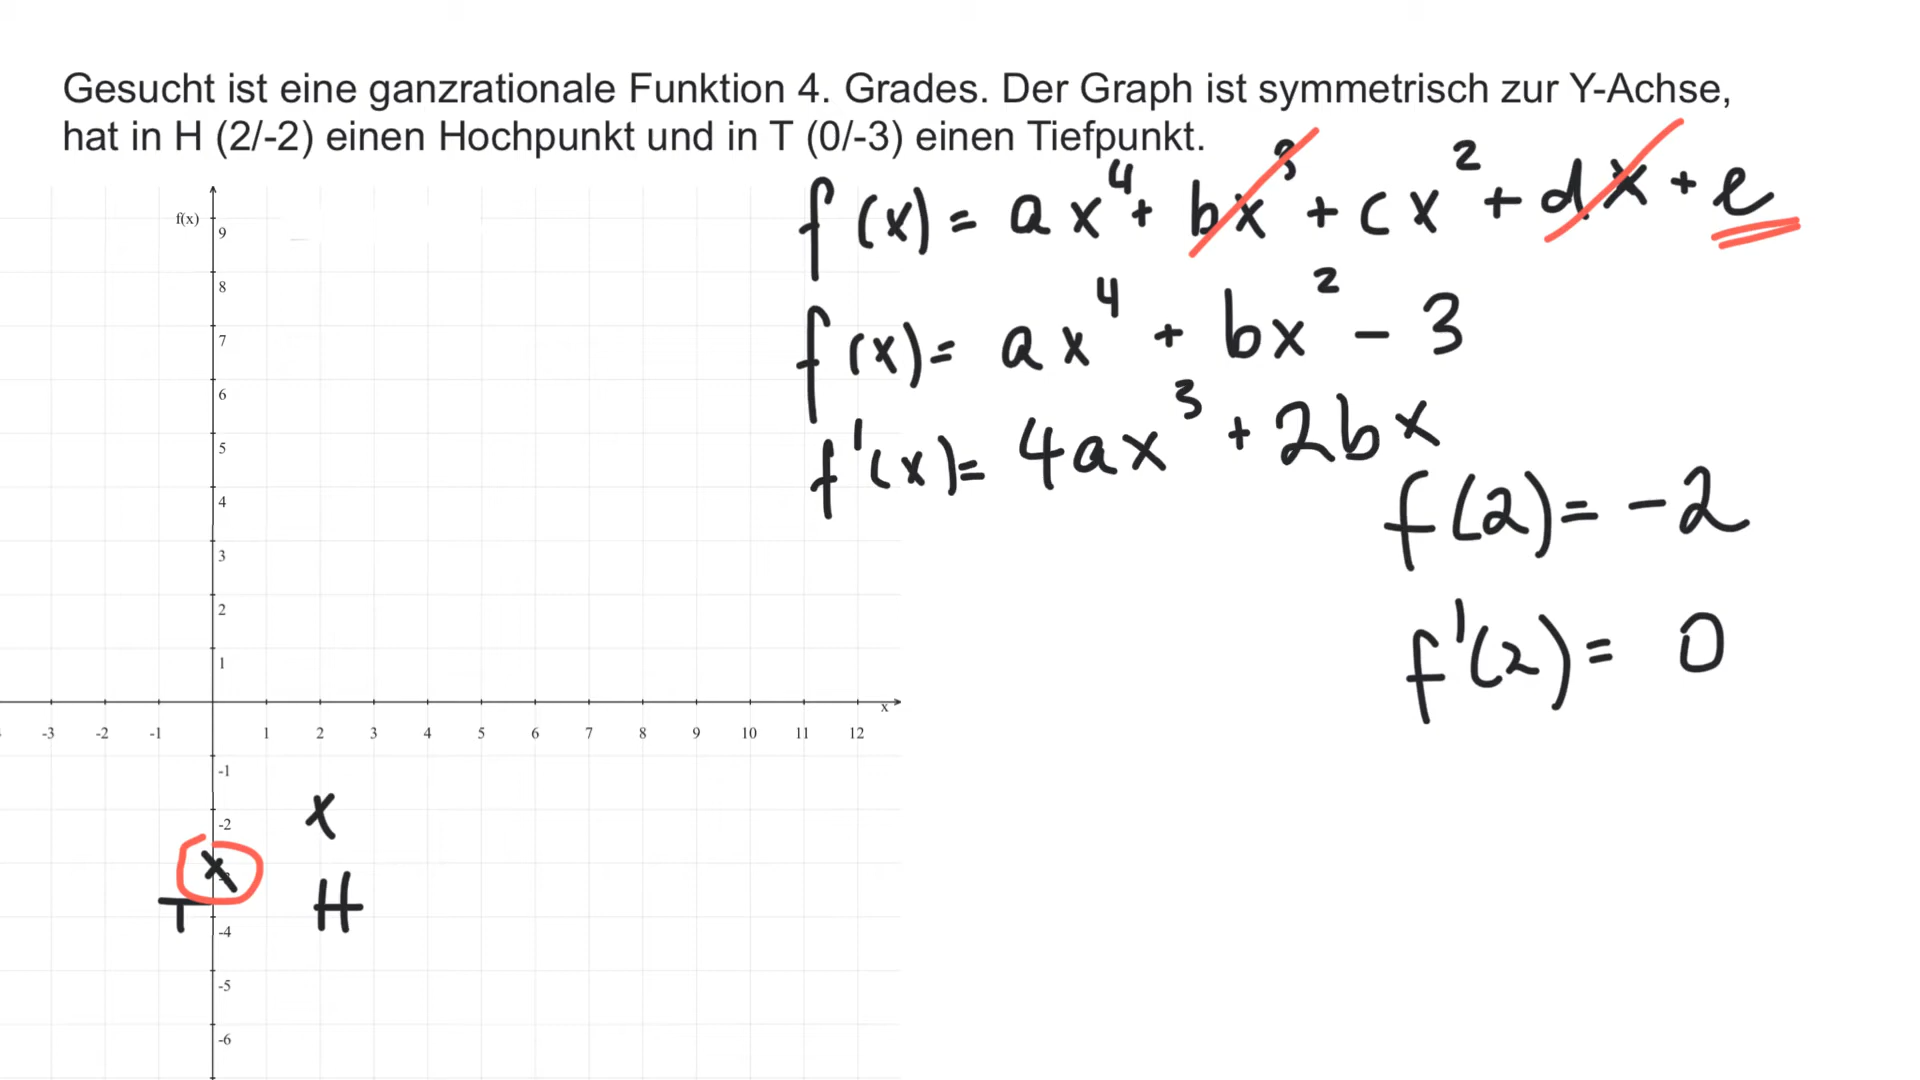 Gesucht ist eine ganzrationale Funktion 4. Grades. Der Graph ist symmetrisch zur Y-Achse,
hat in H (2/-2) einen Hochpunkt und in T (0/-3) einen Tiefpunkt.
f(x) = ax⁴ + bx³ + cx² + dx + e
f(x) = ax⁴ + bx² - 3
f'(x) = 4ax³ + 2bx
f(2) = -2
f'(2) = 0
f(x)
9
8
7
6
5
4
3
2
1
x
-3 -2 -1 1 2 3 4 5 6 7 8 9 10 11 12
-1
-2
X
X
T
H
-4
-5
-6